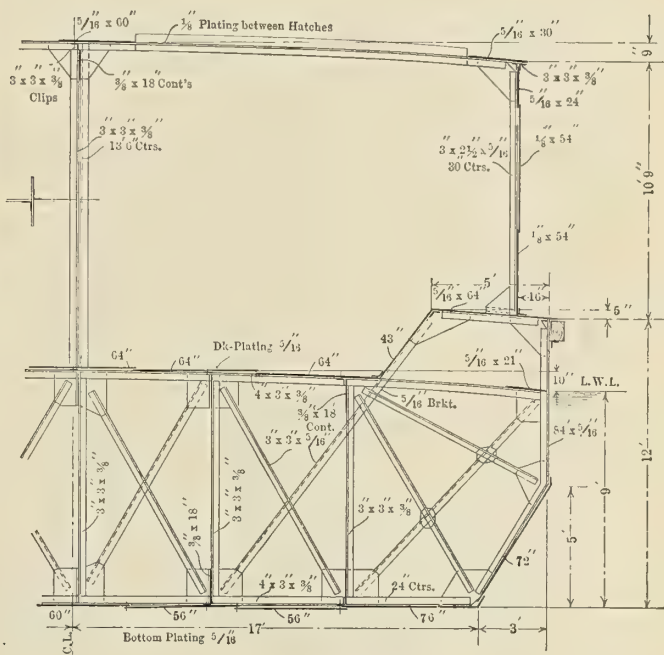 5/16" x 60"
1/8" Plating between Hatches
5/16" x 30"
9"
3" x 3" x 3/8"
Clips
3/8" x 18" Cont's
3" x 3" x 3/8"
5/16" x 24"
3" x 3" x 3/8"
13'6" Ctrs.
3" x 2½" x 5/16"
30" Ctrs.
1/8" x 54"
10' 9"
1/8" x 54"
5'
5/16" x 64"
16"
5"
43"
Dk-Plating 5/16"
64"
64"
64"
5/16" x 21"
10"
L.W.L.
4" x 3" x 3/8"
3/8" x 18"
Cont.
5/16" Brkt.
3" x 3" x 5/16"
84" x 5/16"
12'
9'
3" x 3" x 3/8"
3/8" x 18"
3" x 3" x 3/8"
3" x 3" x 3/8"
5'
72"
4" x 3" x 3/8"
24" Ctrs.
60"
56"
56"
76"
C.L.
17'
3'
Bottom Plating 5/16"